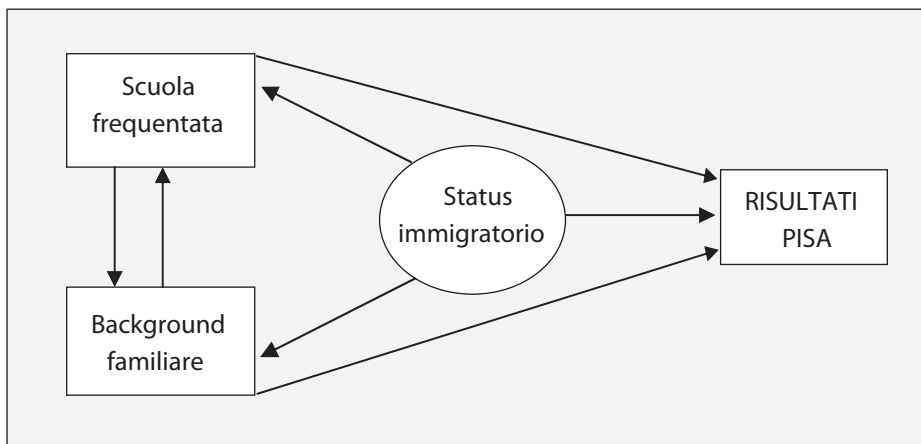 Scuola
frequentata
Status
immigratorio
RISULTATI
PISA
Background
familiare